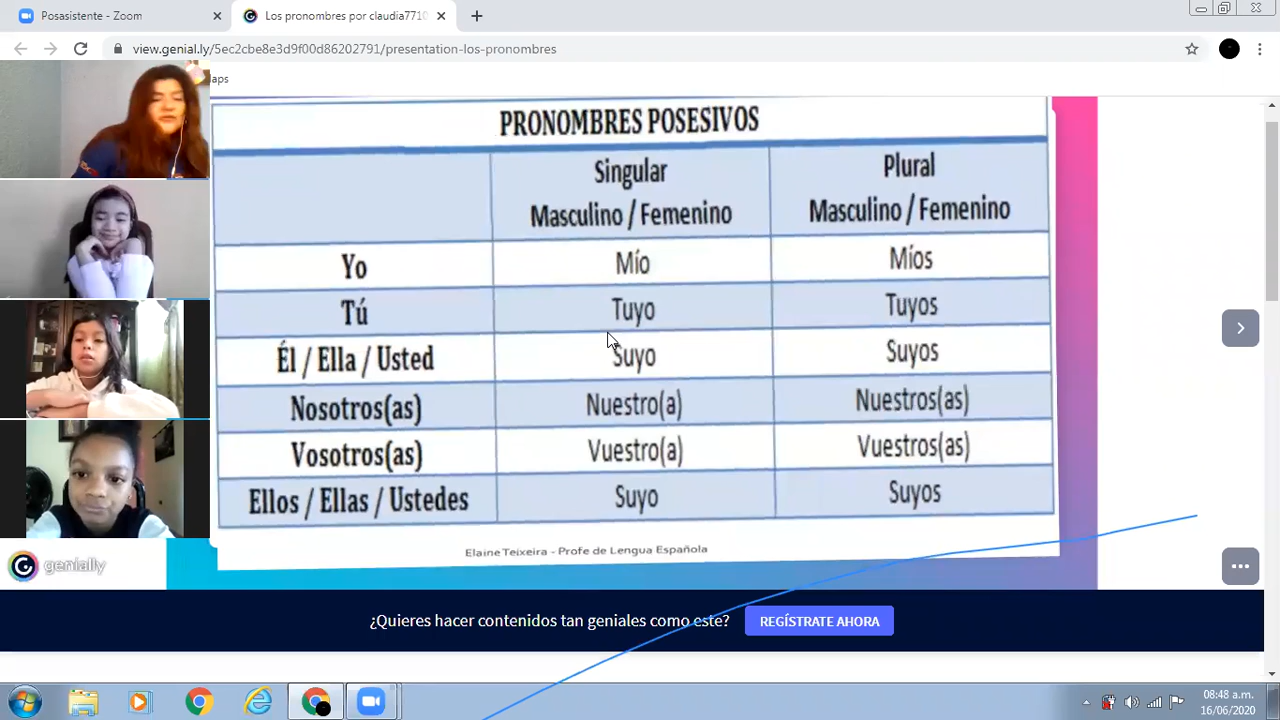 Posasistente - Zoom
Los pronombres por claudia7710
view.genial.ly/5ec2cbe8e3d9f00d86202791/presentation-los-pronombres
aps
PRONOMBRES POSESIVOS
Singular Plural
Masculino / Femenino Masculino / Femenino
Yo Mío Míos
Tú Tuyo Tuyos
Él / Ella / Usted Suyo Suyos
Nosotros(as) Nuestro(a) Nuestros(as)
Vosotros(as) Vuestro(a) Vuestros(as)
Ellos / Ellas / Ustedes Suyo Suyos
Elaine Teixeira - Profe de Lengua Española
genially
¿Quieres hacer contenidos tan geniales como este? REGÍSTRATE AHORA
08:48 a.m.
16/06/2020